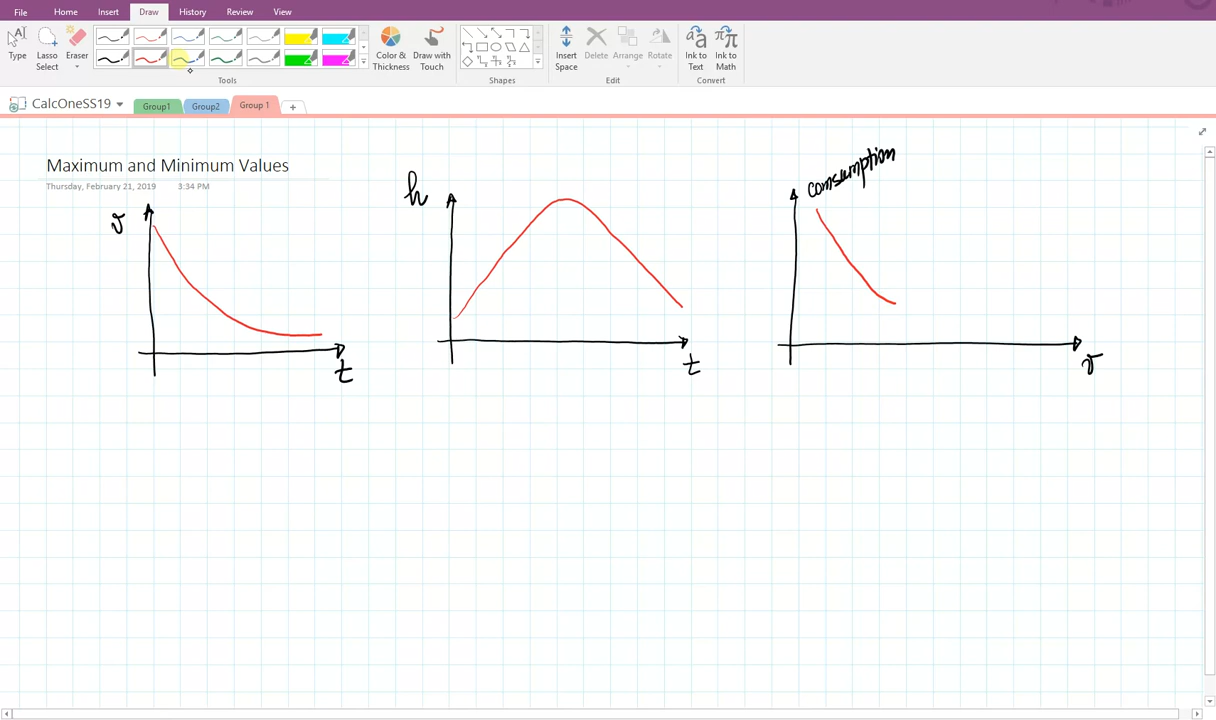 File Home Insert Draw History Review View
Type
Lasso
Select
Eraser
Color &
Thickness
Draw with
Touch
Insert
Space
Delete
Arrange
Rotate
Ink to
Text
Ink to
Math
Tools
Shapes
Edit
Convert
CalcOneSS19
Group1
Group2
Group 1
Maximum and Minimum Values
Thursday, February 21, 2019 3:34 PM
v
t
h
t
consumption
v